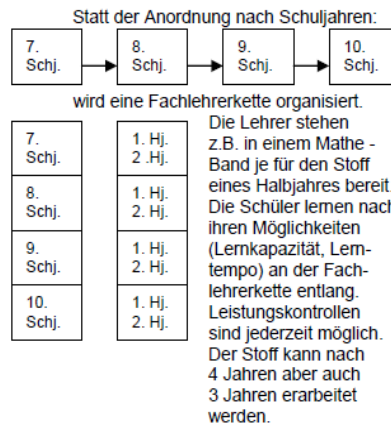 Statt der Anordnung nach Schuljahren:
7. Schj.
8. Schj.
9. Schj.
10. Schj.
wird eine Fachlehrerkette organisiert.
7. Schj.
1. Hj.
2 .Hj.
8. Schj.
1. Hj.
2. Hj.
9. Schj.
1. Hj.
2. Hj.
10. Schj.
1. Hj.
2. Hj.
Die Lehrer stehen
z.B. in einem Mathe -
Band je für den Stoff
eines Halbjahres bereit.
Die Schüler lernen nach
ihren Möglichkeiten
(Lernkapazität, Lern-
tempo) an der Fach-
lehrerkette entlang.
Leistungskontrollen
sind jederzeit möglich.
Der Stoff kann nach
4 Jahren aber auch
3 Jahren erarbeitet
werden.